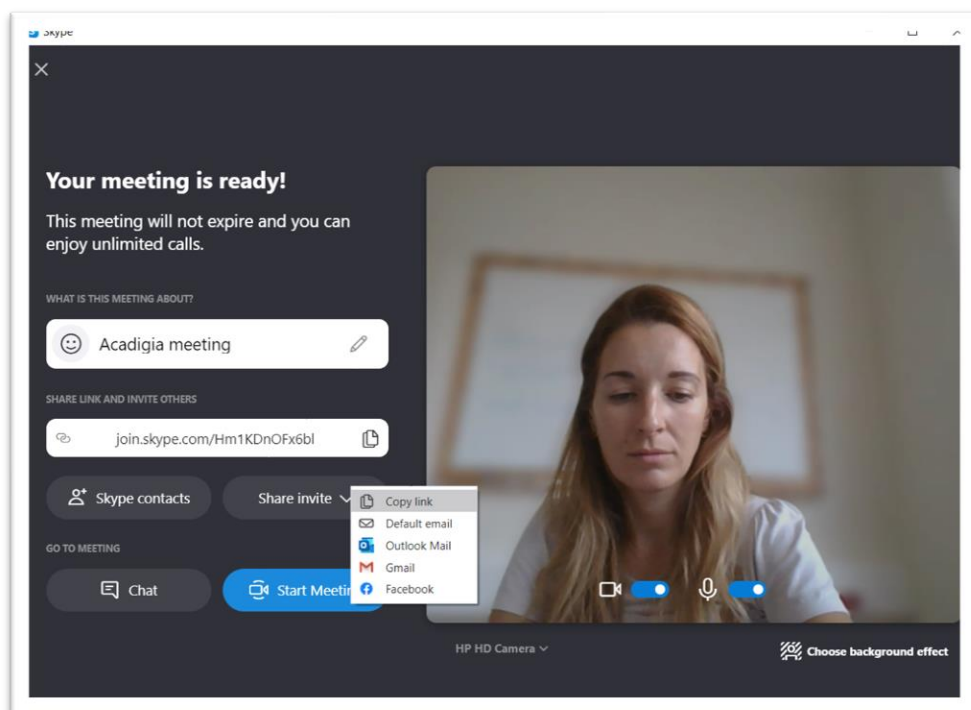 Skype
Your meeting is ready!
This meeting will not expire and you can
enjoy unlimited calls.
WHAT IS THIS MEETING ABOUT?
Acadigia meeting
SHARE LINK AND INVITE OTHERS
join.skype.com/Hm1KDnOFx6bl
Skype contacts
Share invite
Copy link
Default email
Outlook Mail
Gmail
Facebook
GO TO MEETING
Chat
Start Meetin
HP HD Camera
Choose background effect